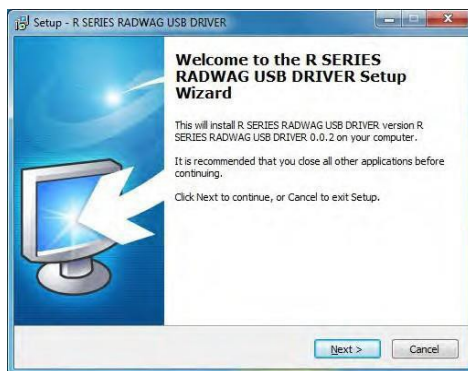 Setup - R SERIES RADWAG USB DRIVER
Welcome to the R SERIES
RADWAG USB DRIVER Setup
Wizard
This will install R SERIES RADWAG USB DRIVER version R
SERIES RADWAG USB DRIVER 0.0.2 on your computer.
It is recommended that you close all other applications before
continuing.
Click Next to continue, or Cancel to exit Setup.
Next >
Cancel